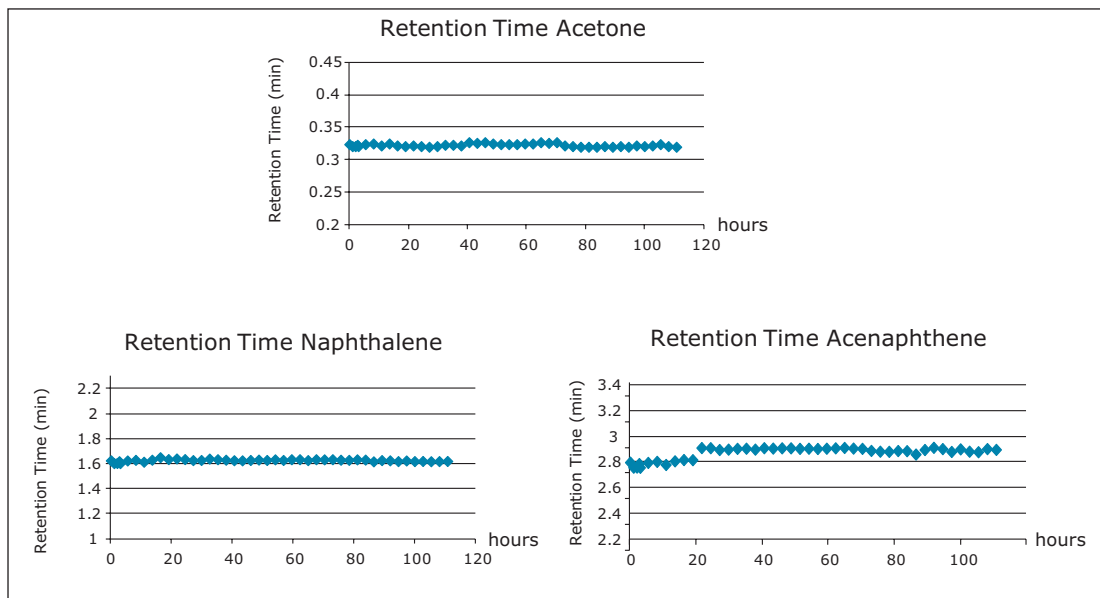 Retention Time Acetone
Retention Time (min)
0.45
0.4
0.35
0.3
0.25
0.2
0 20 40 60 80 100 120
hours
Retention Time Naphthalene
Retention Time (min)
2.2
2
1.8
1.6
1.4
1.2
1
0 20 40 60 80 100 120
hours
Retention Time Acenaphthene
Retention Time (min)
3.4
3.2
3
2.8
2.6
2.4
2.2
0 20 40 60 80 100
hours